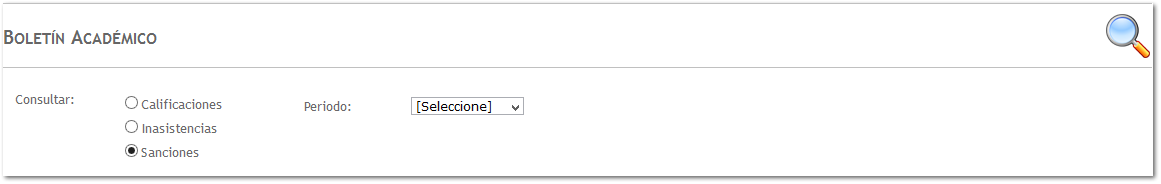 BOLETÍN ACADÉMICO
Consultar:
Calificaciones
Inasistencias
Sanciones
Periodo:
[Seleccione]